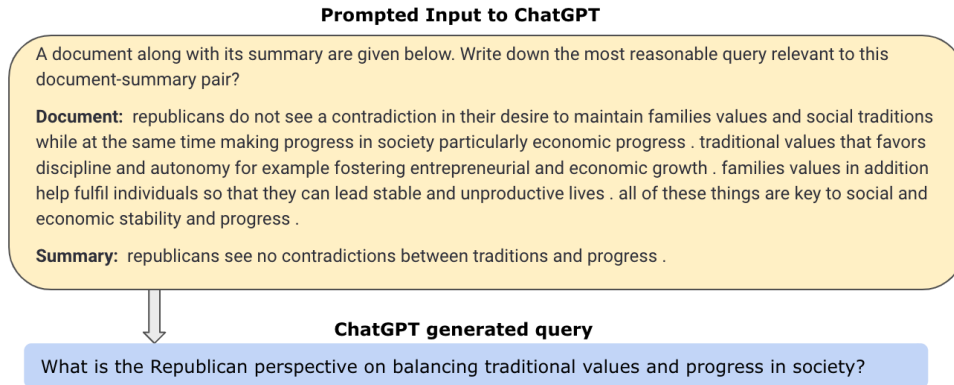 Prompted Input to ChatGPT
A document along with its summary are given below. Write down the most reasonable query relevant to this
document-summary pair?
Document: republicans do not see a contradiction in their desire to maintain families values and social traditions
while at the same time making progress in society particularly economic progress . traditional values that favors
discipline and autonomy for example fostering entrepreneurial and economic growth . families values in addition
help fulfil individuals so that they can lead stable and unproductive lives . all of these things are key to social and
economic stability and progress .
Summary: republicans see no contradictions between traditions and progress .
ChatGPT generated query
What is the Republican perspective on balancing traditional values and progress in society?